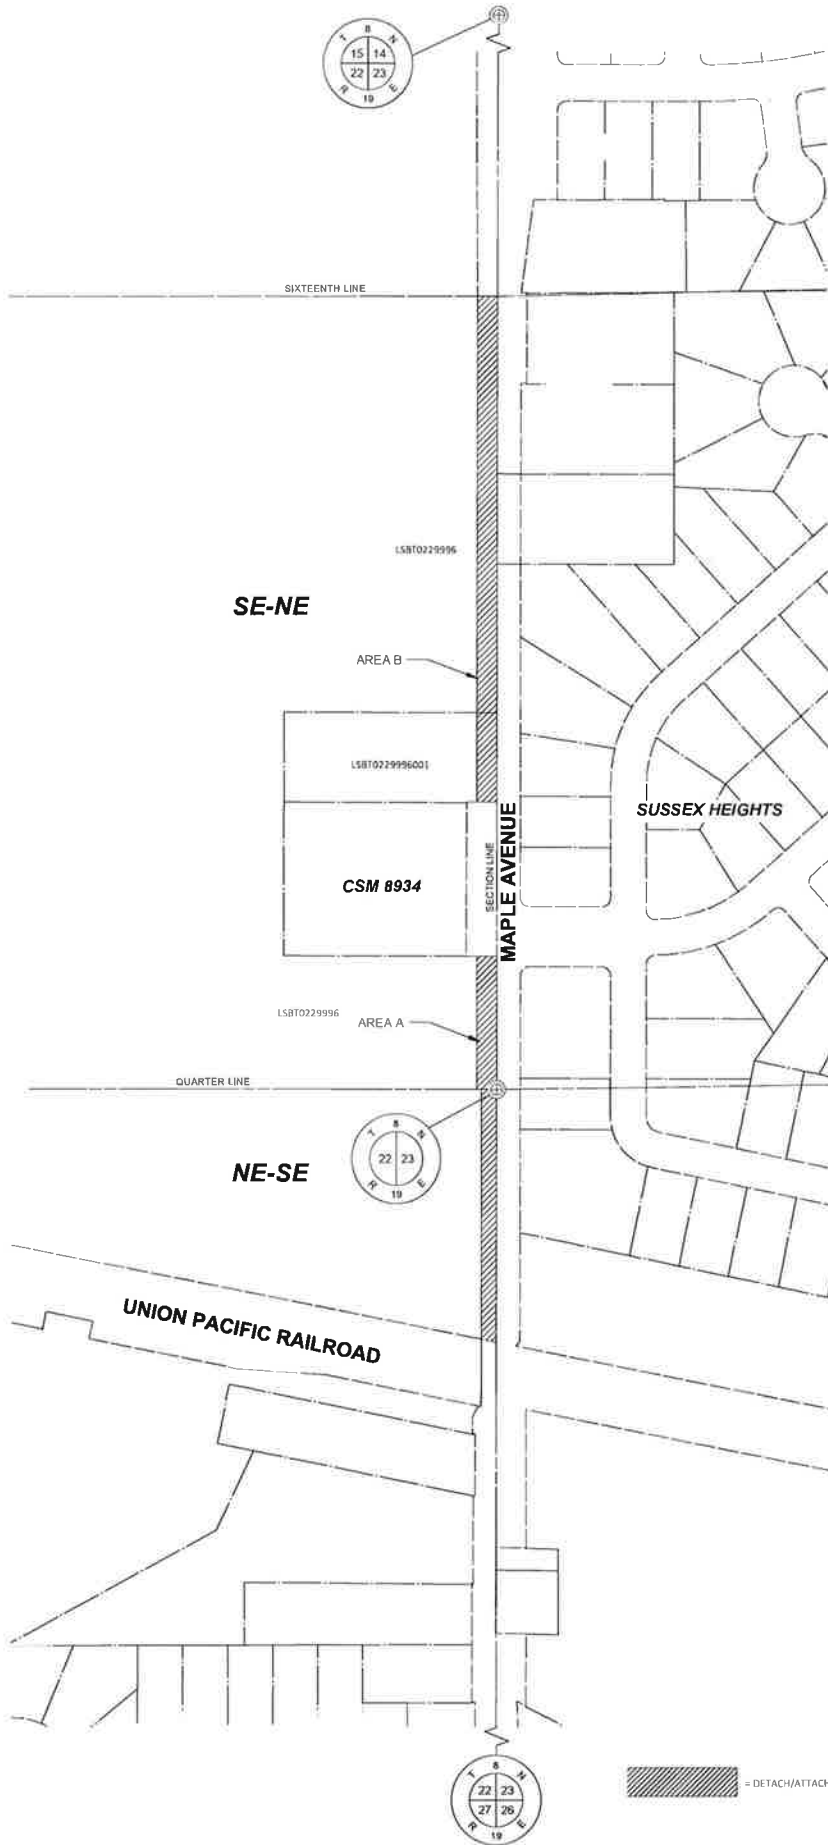 T 8 N
15 14
22 23
R 19 E
SIXTEENTH LINE
LSBT0229996
SE-NE
AREA B
LSBT0229996001
SUSSEX HEIGHTS
MAPLE AVENUE
SECTION LINE
CSM 8934
LSBT0229996
AREA A
QUARTER LINE
T 8 N
22 23
R 19 E
NE-SE
UNION PACIFIC RAILROAD
T 8 N
22 23
27 26
R 19 E
= DETACH/ATTACH